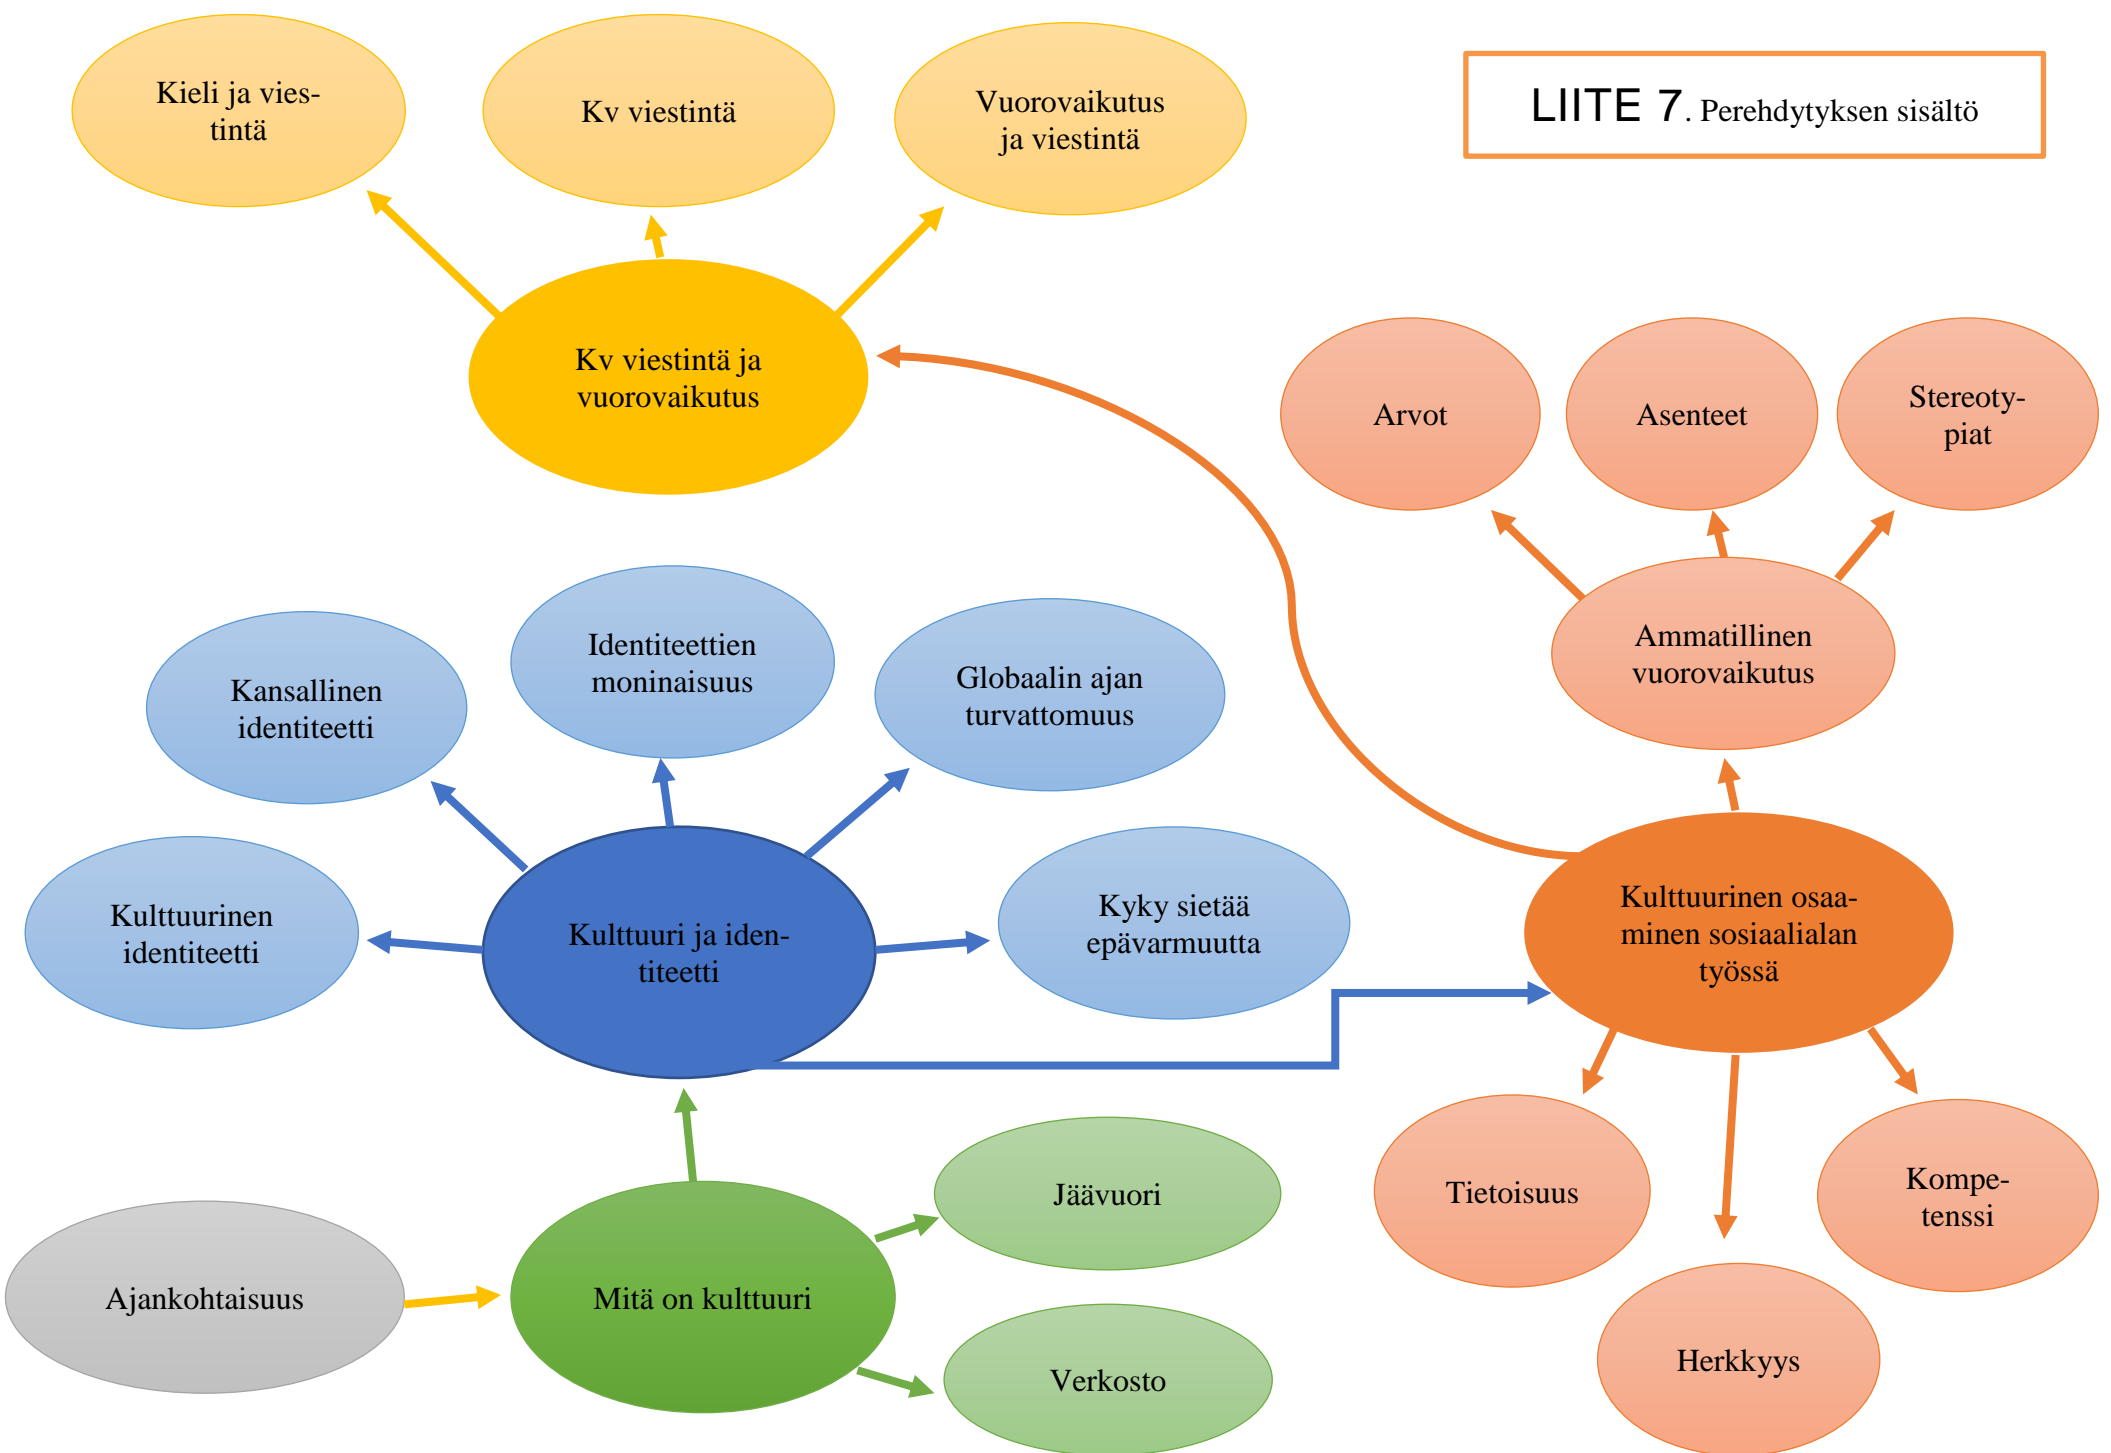 Kieli ja vies-
tintä
Kv viestintä
Vuorovaikutus
ja viestintä
LIITE 7. Perehdytyksen sisältö
Kv viestintä ja
vuorovaikutus
Arvot
Asenteet
Stereoty-
piat
Ammatillinen
vuorovaikutus
Identiteettien
moninaisuus
Kansallinen
identiteetti
Globaalin ajan
turvattomuus
Kulttuurinen
identiteetti
Kulttuuri ja iden-
titeetti
Kyky sietää
epävarmuutta
Kulttuurinen osaa-
minen sosiaalialan
työssä
Tietoisuus
Kompe-
tenssi
Herkkyys
Jäävuori
Ajankohtaisuus
Mitä on kulttuuri
Verkosto